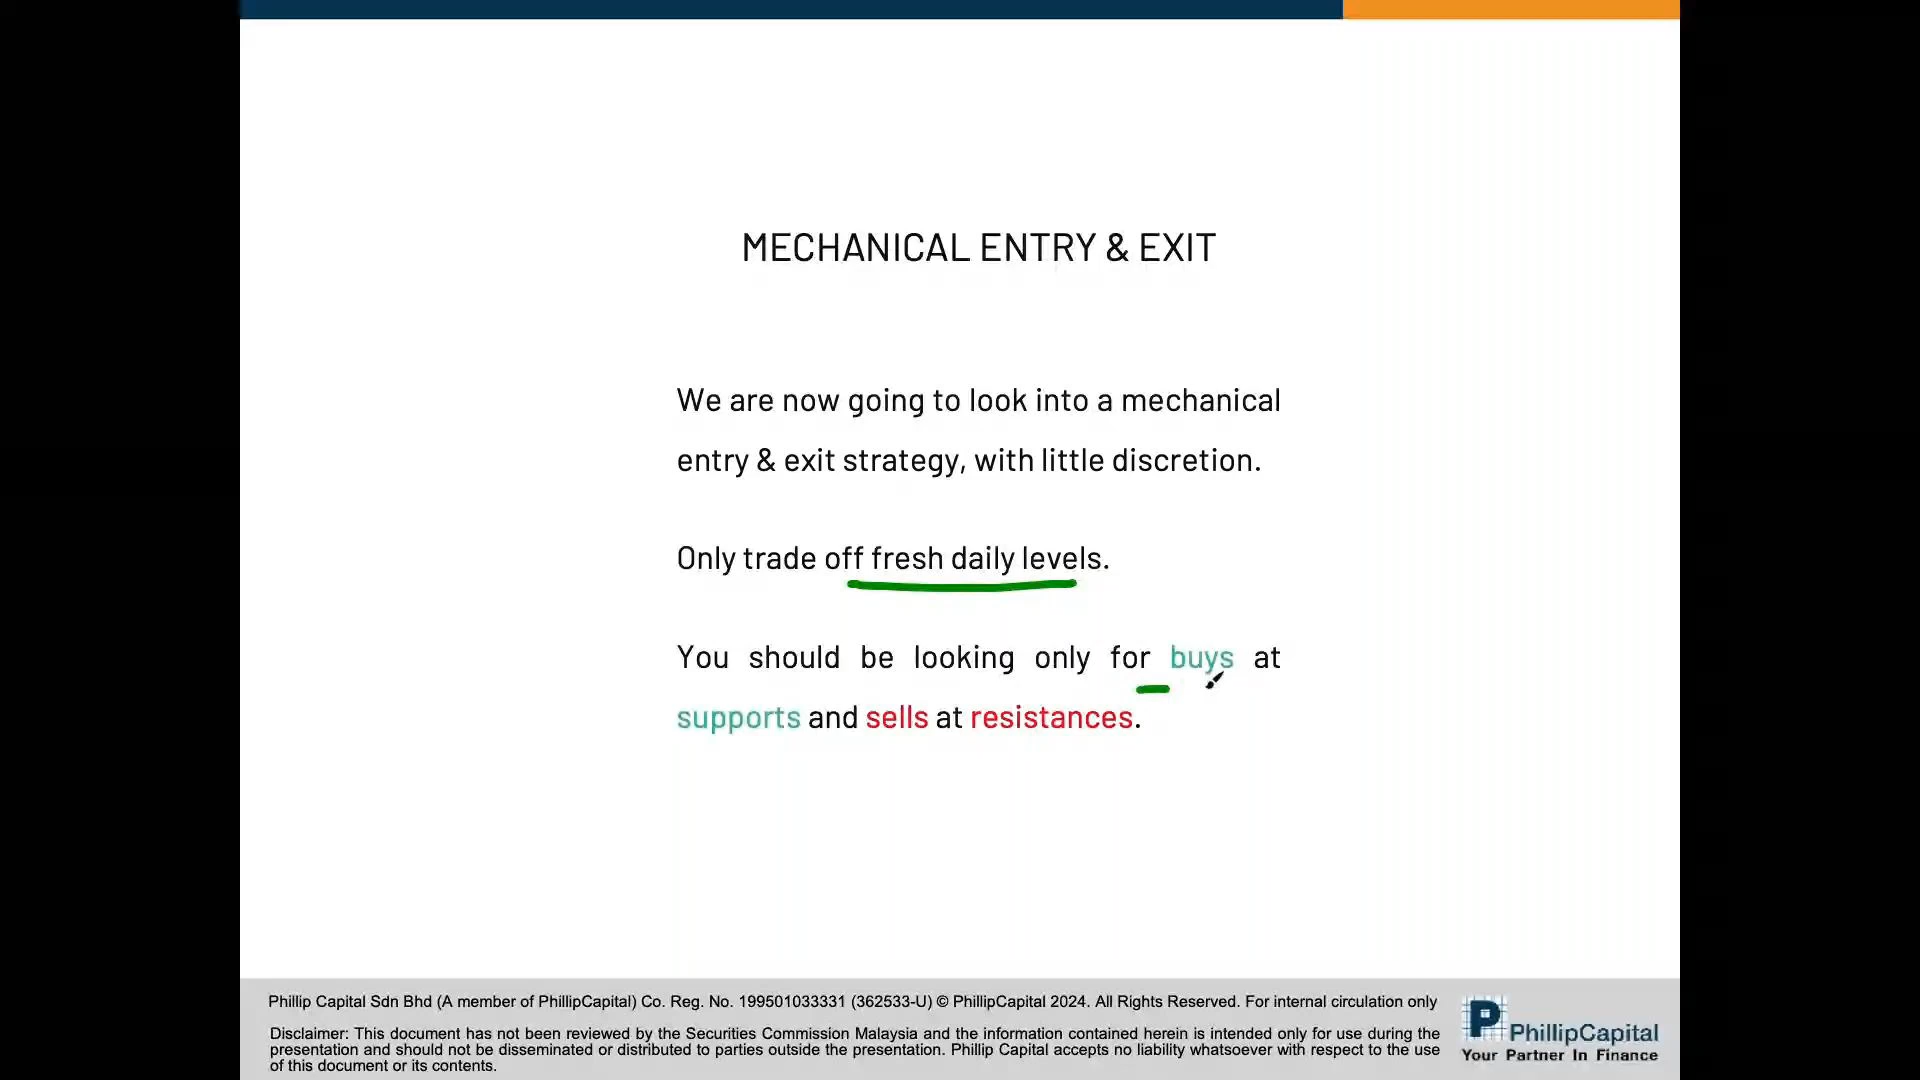 MECHANICAL ENTRY & EXIT
We are now going to look into a mechanical
entry & exit strategy, with little discretion.
Only trade off fresh daily levels.
You should be looking only for buys at
supports and sells at resistances.
Phillip Capital Sdn Bhd (A member of PhillipCapital) Co. Reg. No. 199501033331 (362533-U) © PhillipCapital 2024. All Rights Reserved. For internal circulation only
Disclaimer: This document has not been reviewed by the Securities Commission Malaysia and the information contained herein is intended only for use during the
presentation and should not be disseminated or distributed to parties outside the presentation. Phillip Capital accepts no liability whatsoever with respect to the use
of this document or its contents.
P PhillipCapital
Your Partner In Finance